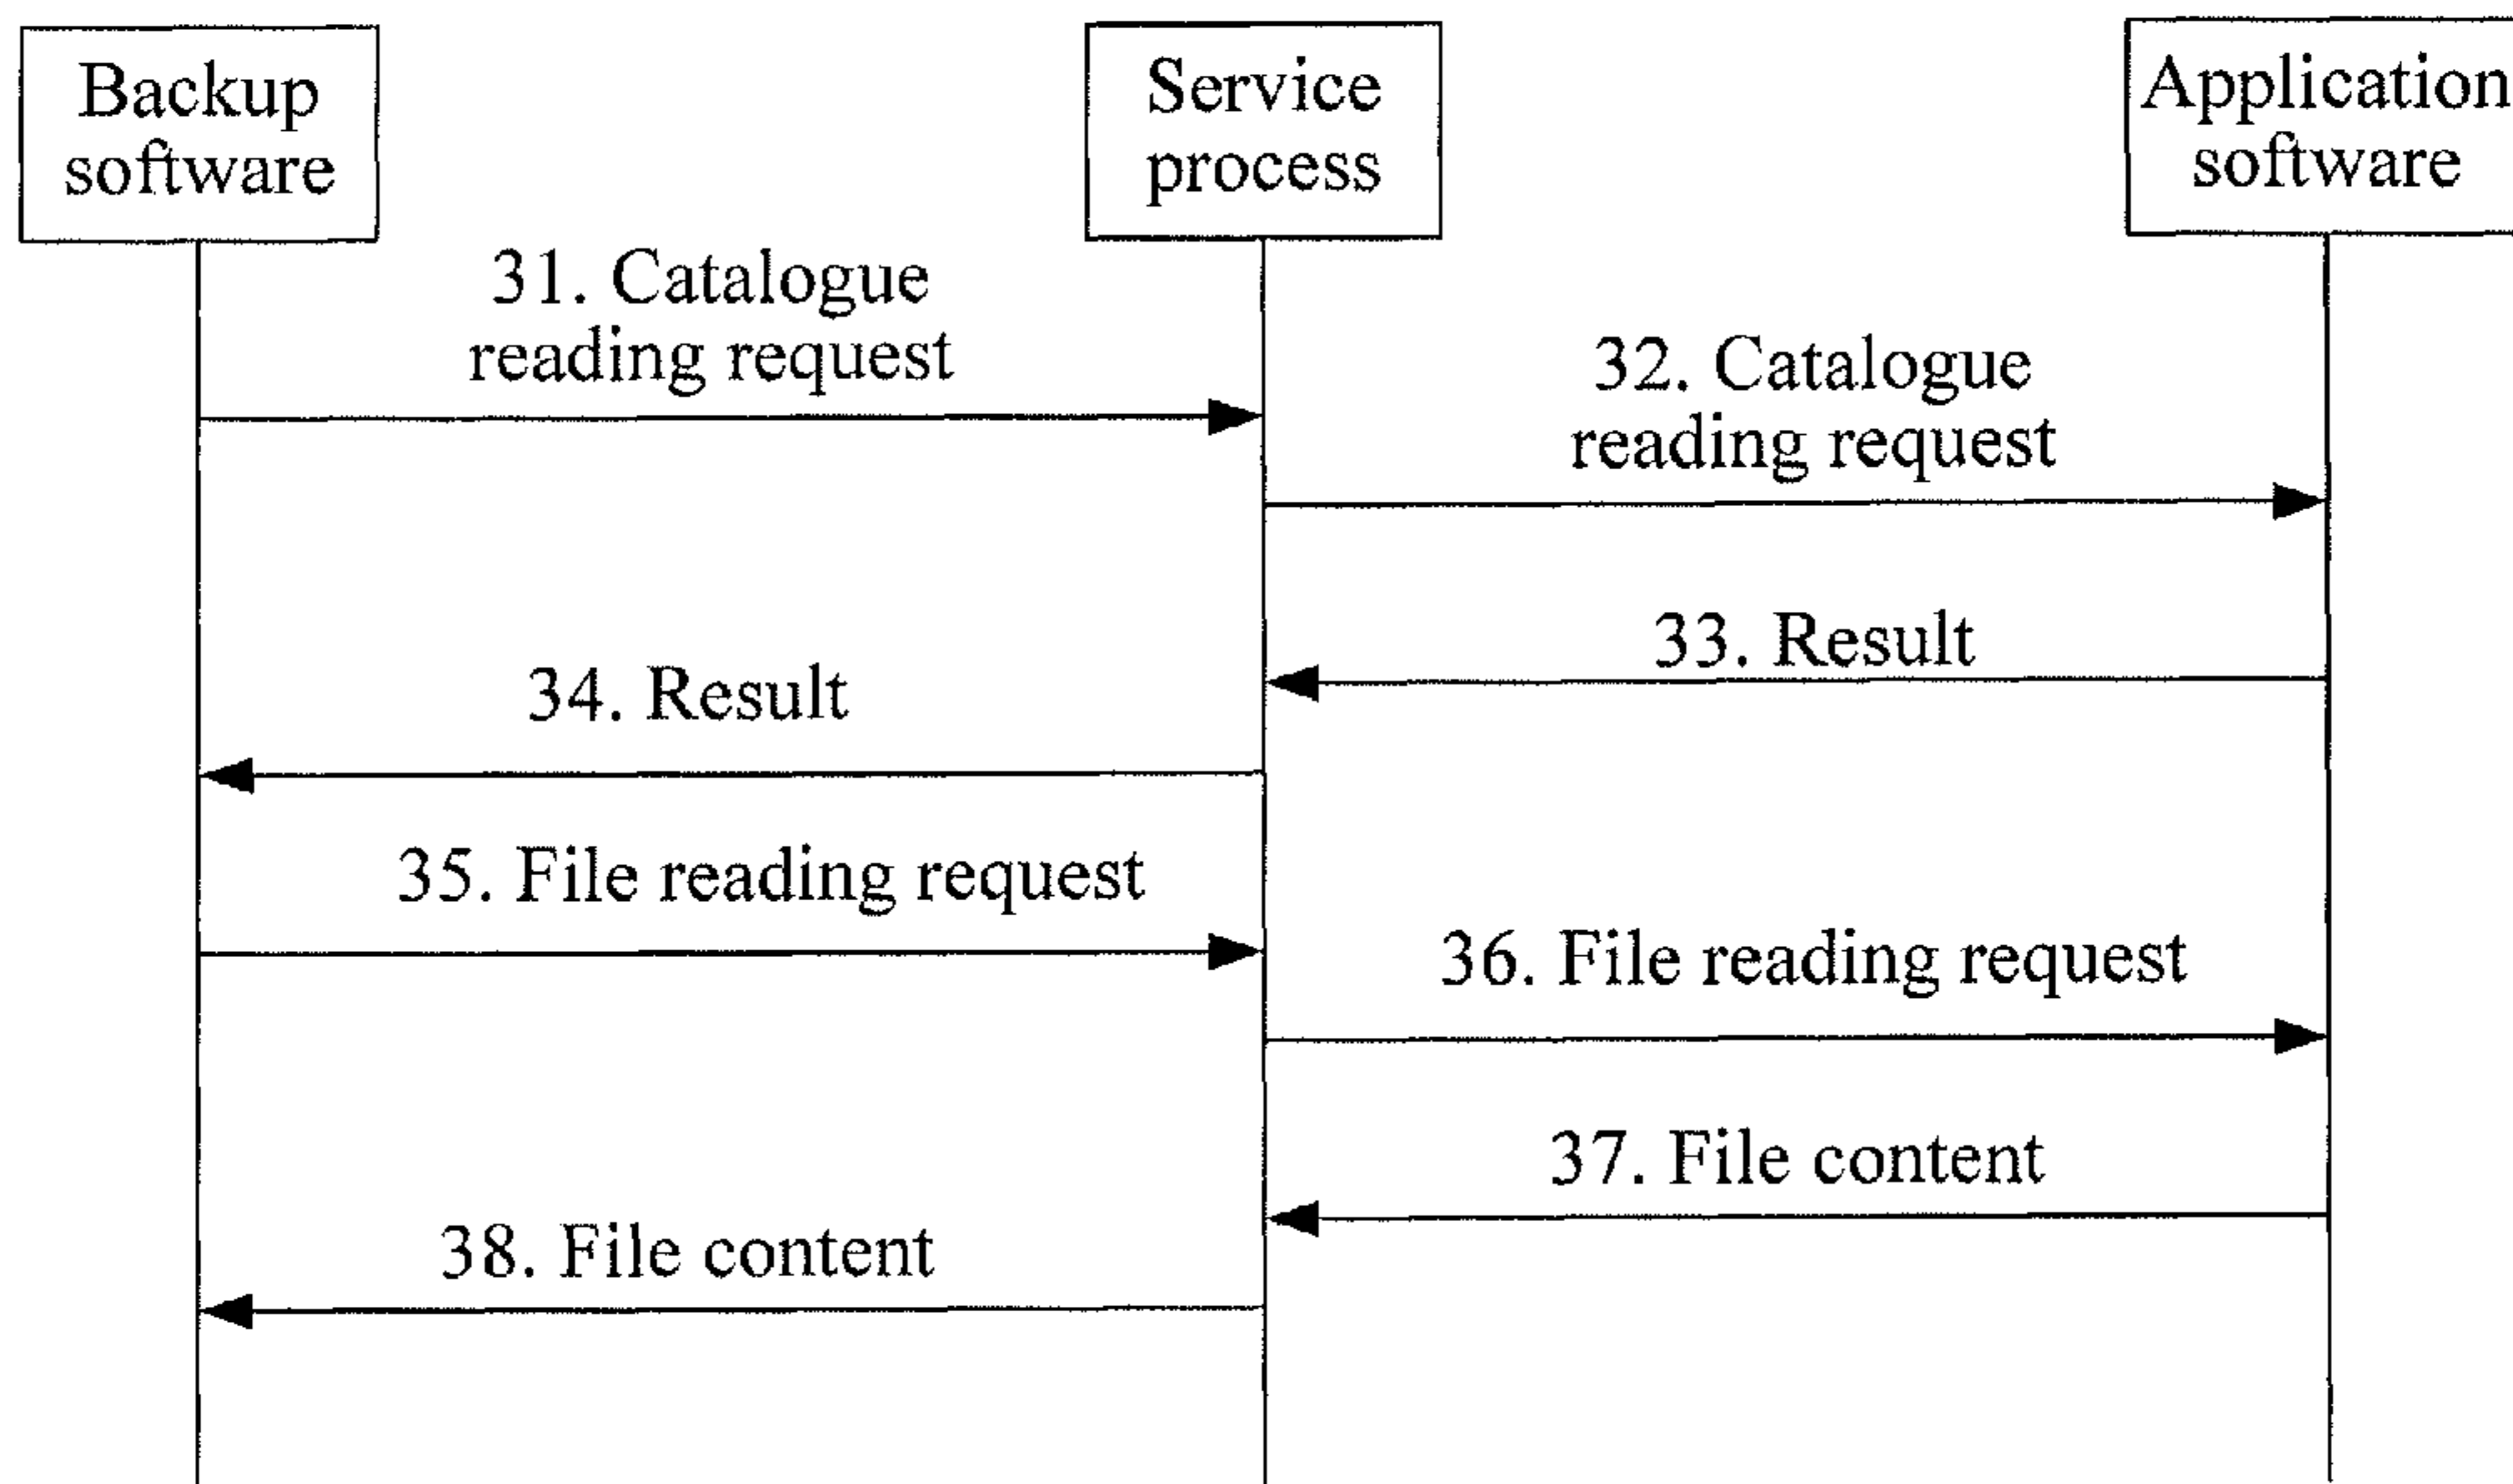 Backup
software
Service
process
Application
software
31. Catalogue
reading request
32. Catalogue
reading request
33. Result
34. Result
35. File reading request
36. File reading request
37. File content
38. File content